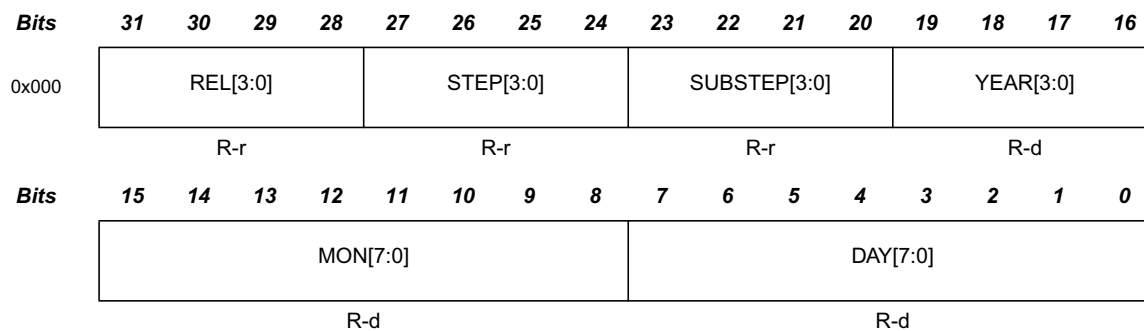 Bits 31 30 29 28 27 26 25 24 23 22 21 20 19 18 17 16
0x000 REL[3:0] STEP[3:0] SUBSTEP[3:0] YEAR[3:0]
R-r R-r R-r R-d
Bits 15 14 13 12 11 10 9 8 7 6 5 4 3 2 1 0
MON[7:0] DAY[7:0]
R-d R-d